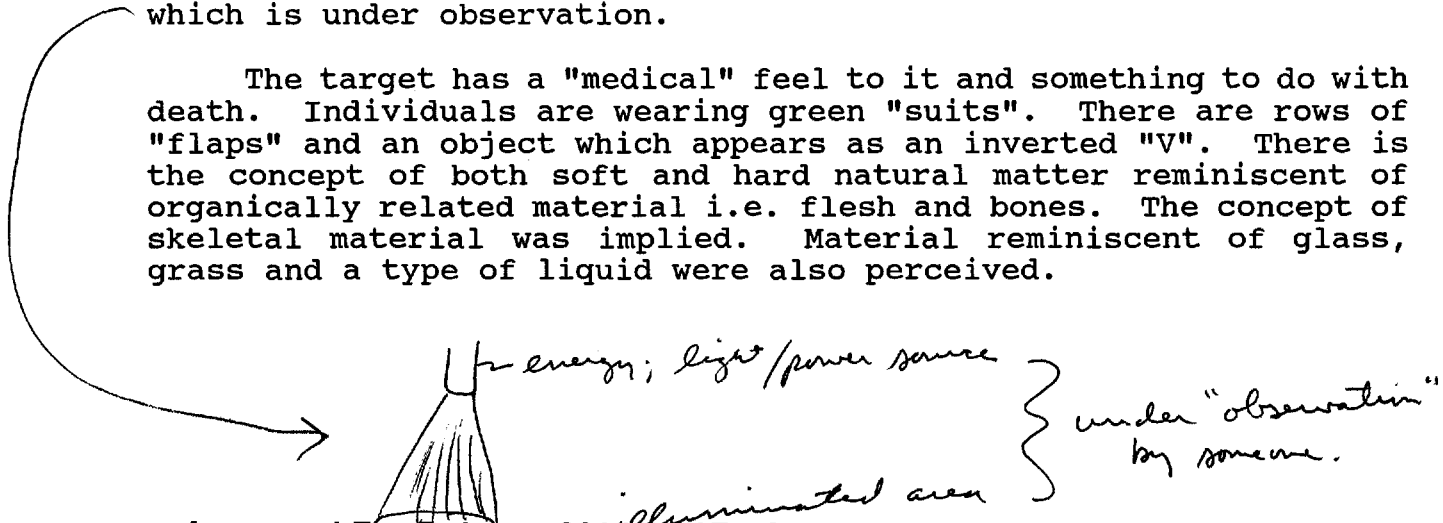 which is under observation.
The target has a "medical" feel to it and something to do with
death. Individuals are wearing green "suits". There are rows of
"flaps" and an object which appears as an inverted "V". There is
the concept of both soft and hard natural matter reminiscent of
organically related material i.e. flesh and bones. The concept of
skeletal material was implied. Material reminiscent of glass,
grass and a type of liquid were also perceived.
energy; light/power source
under "observation"
by someone.
illuminated area